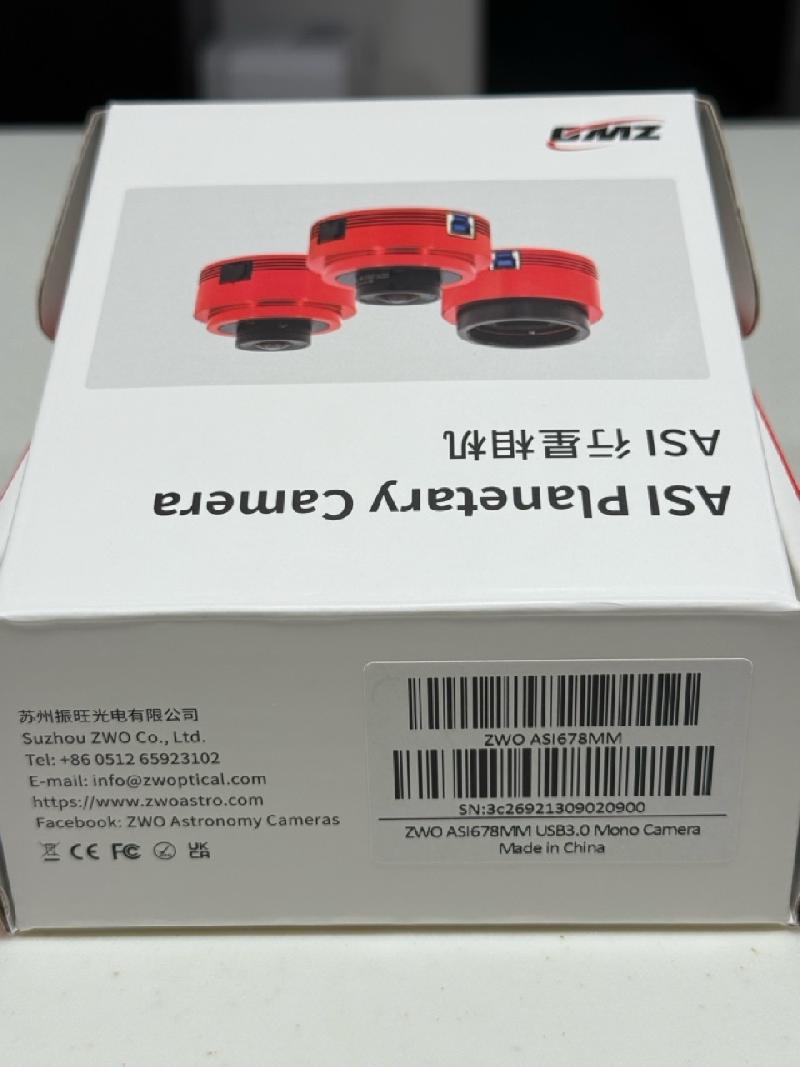 ZWO
ASI 行星相机
ASI Planetary Camera
苏州振旺光电有限公司
Suzhou ZWO Co., Ltd.
Tel: +86 0512 65923102
E-mail: info@zwoptical.com
https://www.zwoastro.com
Facebook: ZWO Astronomy Cameras
CE FC UK CA
ZWO ASI678MM
SN:3c26921309020900
ZWO ASI678MM USB3.0 Mono Camera
Made in China